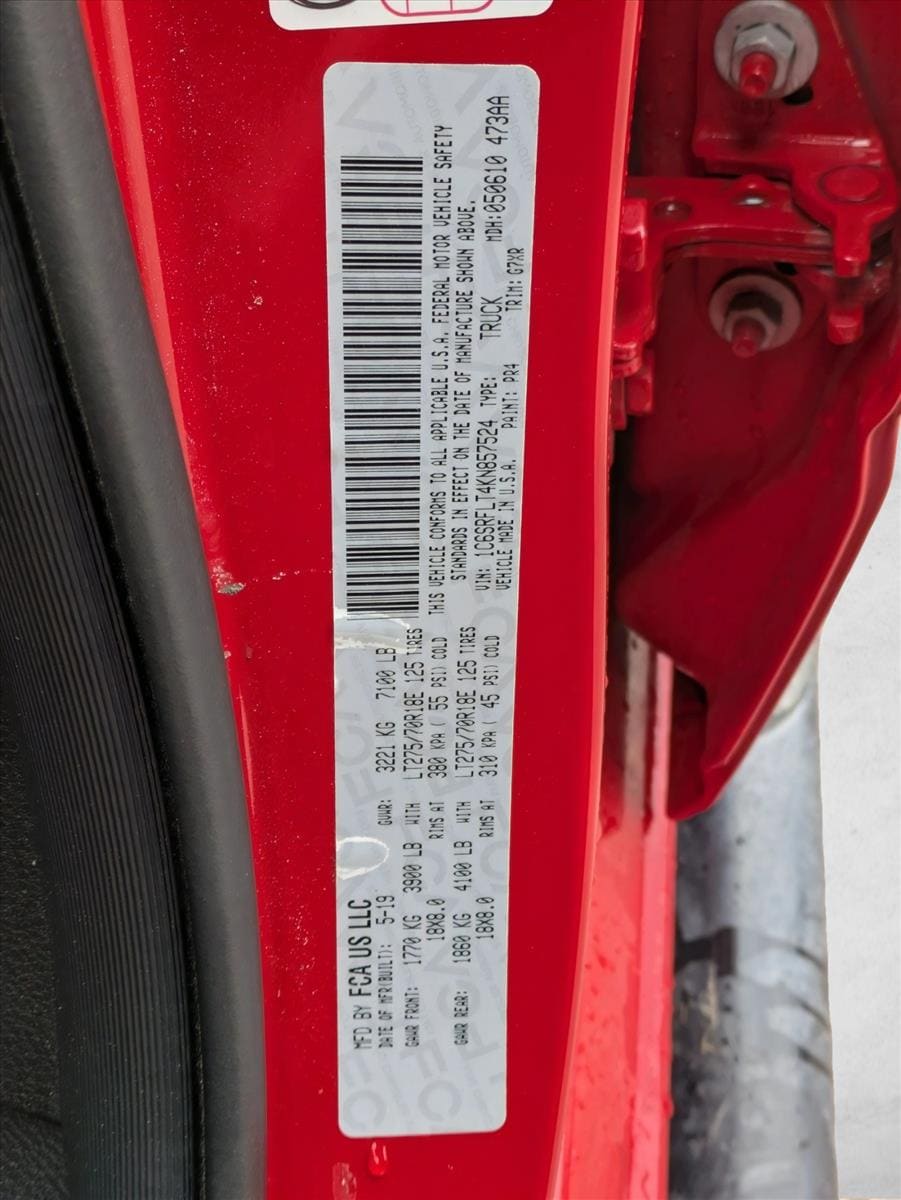 MFD BY FCA US LLC
DATE OF MFR(BUILT): 5-19 GVWR: 3221 KG 7100 LB
GAWR FRONT: 1770 KG 3900 LB WITH LT275/70R18E 125 TIRES
18X8.0 RIMS AT 380 KPA ( 55 PSI) COLD
GAWR REAR: 1860 KG 4100 LB WITH LT275/70R18E 125 TIRES
18X8.0 RIMS AT 310 KPA ( 45 PSI) COLD
THIS VEHICLE CONFORMS TO ALL APPLICABLE U.S.A. FEDERAL MOTOR VEHICLE SAFETY
STANDARDS IN EFFECT ON THE DATE OF MANUFACTURE SHOWN ABOVE.
VIN: 1C6SRFLT4KN857524 TYPE: TRUCK MDH:050610 473AA
VEHICLE MADE IN U.S.A. PAINT: PR4 TRIM: G7XR